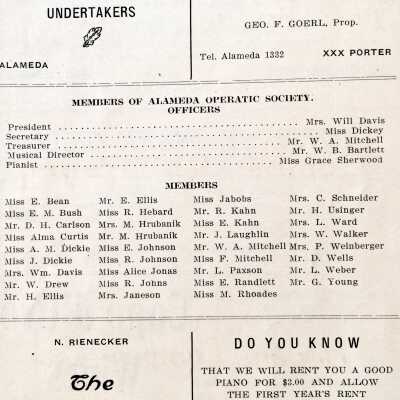 UNDERTAKERS
ALAMEDA
GEO. F. GOERL, Prop.
Tel. Alameda 1332 XXX PORTER
MEMBERS OF ALAMEDA OPERATIC SOCIETY.
OFFICERS
President ........ Mrs. Will Davis
Secretary ........ Miss Dickey
Treasurer ........ Mr. W. A. Mitchell
Musical Director ........ Mr. W. B. Bartlett
Pianist ........ Miss Grace Sherwood
MEMBERS
Miss E. Bean Mr. E. Ellis Miss Jabobs Mrs. C. Schneider
Miss E. M. Bush Miss R. Hebard Mr. R. Kahn Mr. H. Usinger
Mr. D. H. Carlson Mrs. M. Hrubanik Miss E. Kahn Mrs. L. Ward
Miss Alma Curtis Mr. M. Hrubanik Mr. J. Laughlin Mrs. W. Walker
Miss A. M. Dickie Miss E. Johnson Mr. W. A. Mitchell Mrs. P. Weinberger
Miss J. Dickie Miss R. Johnson Miss F. Mitchell Mr. D. Wells
Mrs. Wm. Davis Miss Alice Jonas Mr. L. Paxson Mr. L. Weber
Mr. W. Drew Miss R. Johns Miss E. Randlett Mr. G. Young
Mr. H. Ellis Mrs. Janeson Miss M. Rhoades
N. RIENECKER
The
DO YOU KNOW
THAT WE WILL RENT YOU A GOOD
PIANO FOR $3.00 AND ALLOW
THE FIRST YEAR'S RENT